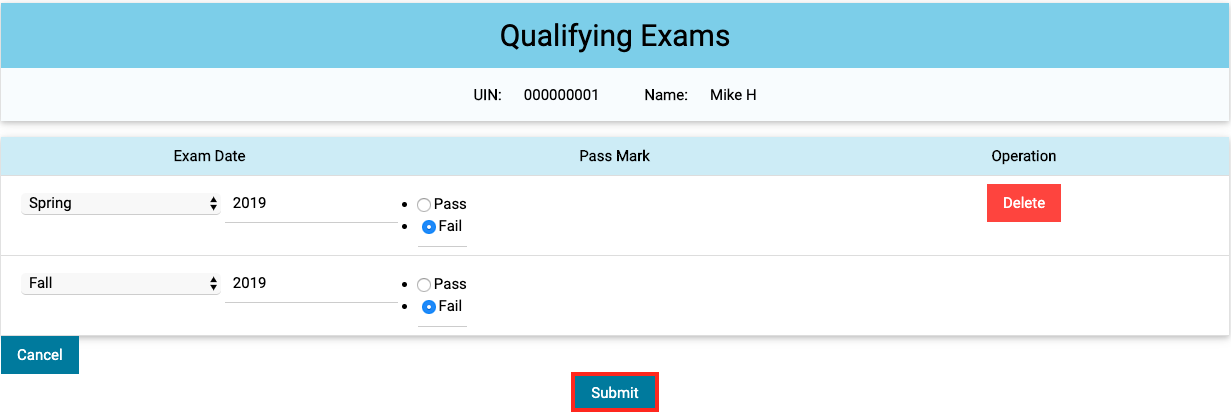 Qualifying Exams
UIN: 000000001 Name: Mike H
Exam Date Pass Mark Operation
Spring 2019 Pass Delete
Fail
Fall 2019 Pass
Fail
Cancel
Submit